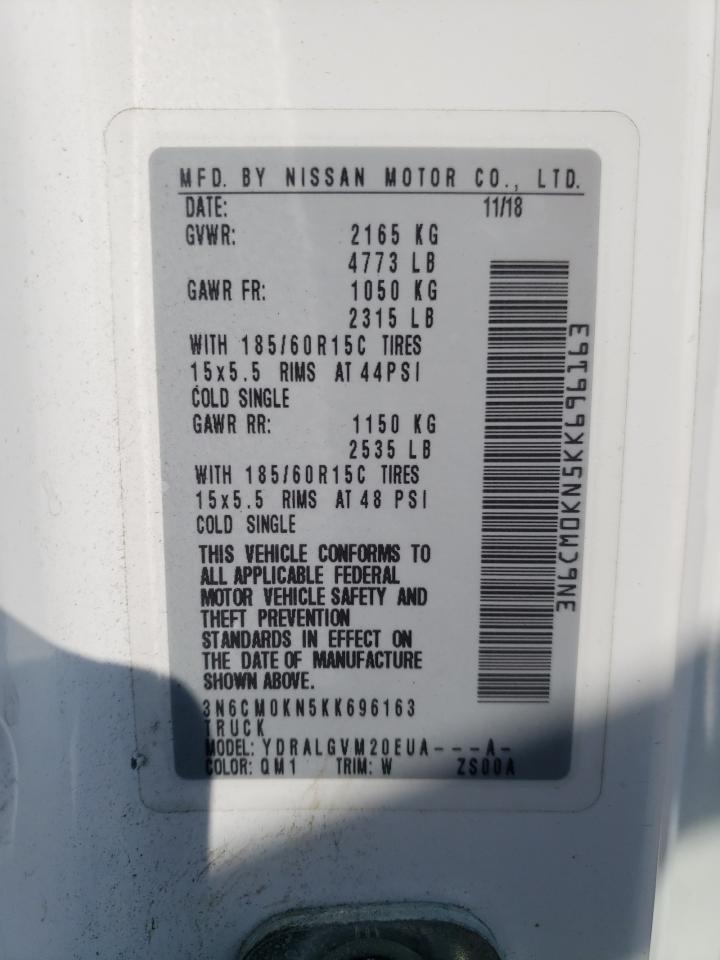 MFD. BY NISSAN MOTOR CO., LTD.
DATE: 11/18
GVWR: 2165 KG
4773 LB
GAWR FR: 1050 KG
2315 LB
WITH 185/60R15C TIRES
15x5.5 RIMS AT 44PSI
COLD SINGLE
GAWR RR: 1150 KG
2535 LB
WITH 185/60R15C TIRES
15x5.5 RIMS AT 48 PSI
COLD SINGLE
THIS VEHICLE CONFORMS TO
ALL APPLICABLE FEDERAL
MOTOR VEHICLE SAFETY AND
THEFT PREVENTION
STANDARDS IN EFFECT ON
THE DATE OF MANUFACTURE
SHOWN ABOVE.
3N6CM0KN5KK696163
TRUCK
MODEL: YDRALGVM20EUA---A-
COLOR: QM1 TRIM: W ZS00A
3N6CM0KN5KK696163